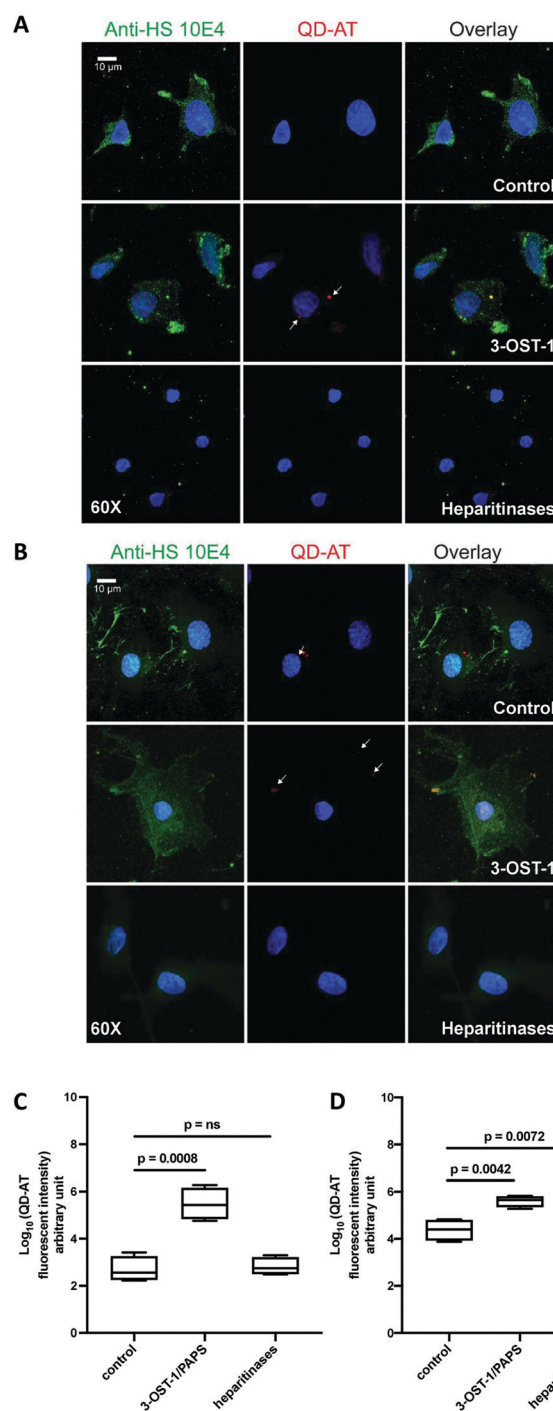 A
Anti-HS 10E4 QD-AT Overlay
10 µm
Control
3-OST-1
60X Heparitinases
B
Anti-HS 10E4 QD-AT Overlay
10 µm
Control
3-OST-1
60X Heparitinases
C
Log10 (QD-AT
fluorescent intensity)
arbitrary unit
10
8
6
4
2
0
p = ns
p = 0.0008
control
3-OST-1/PAPS
heparitinases
D
Log10 (QD-AT
fluorescent intensity)
arbitrary unit
10
8
6
4
2
0
p = 0.0072
p = 0.0042
control
3-OST-1/PAPS